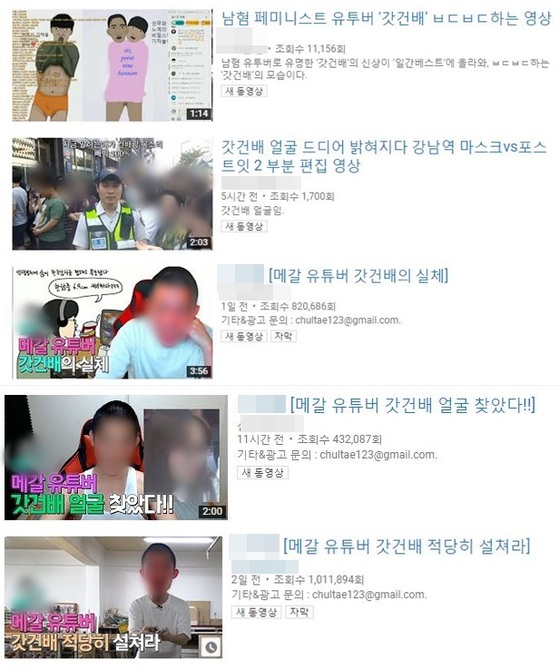 남혐 페미니스트 유투버 '갓건배' ㅂㄷㅂㄷ하는 영상
조회수 11,156회
남혐 유투버로 유명한 '갓건배'의 신상이 '일간베스트'에 올라와, ㅂㄷㅂㄷ하는
'갓건배'의 모습이다.
새 동영상
six
point
nine
hannam
1:14
갓건배 얼굴 드디어 밝혀지다 강남역 마스크vs포스
트잇 2 부분 편집 영상
5시간 전 • 조회수 1,700회
갓건배 얼굴임.
새 동영상
2:03
[메갈 유튜버 갓건배의 실체]
1일 전 • 조회수 820,686회
기타&광고 문의 : chultae123@gmail.com.
새 동영상 자막
메갈 유튜버
갓건배의 실체
3:56
[메갈 유튜버 갓건배 얼굴 찾았다!!]
11시간 전 • 조회수 432,087회
기타&광고 문의 : chultae123@gmail.com.
새 동영상
메갈 유튜버
갓건배 얼굴 찾았다!!
2:00
[메갈 유튜버 갓건배 적당히 설쳐라]
2일 전 • 조회수 1,011,894회
기타&광고 문의 : chultae123@gmail.com.
새 동영상 자막
메갈 유튜버
갓건배 적당히 설쳐라